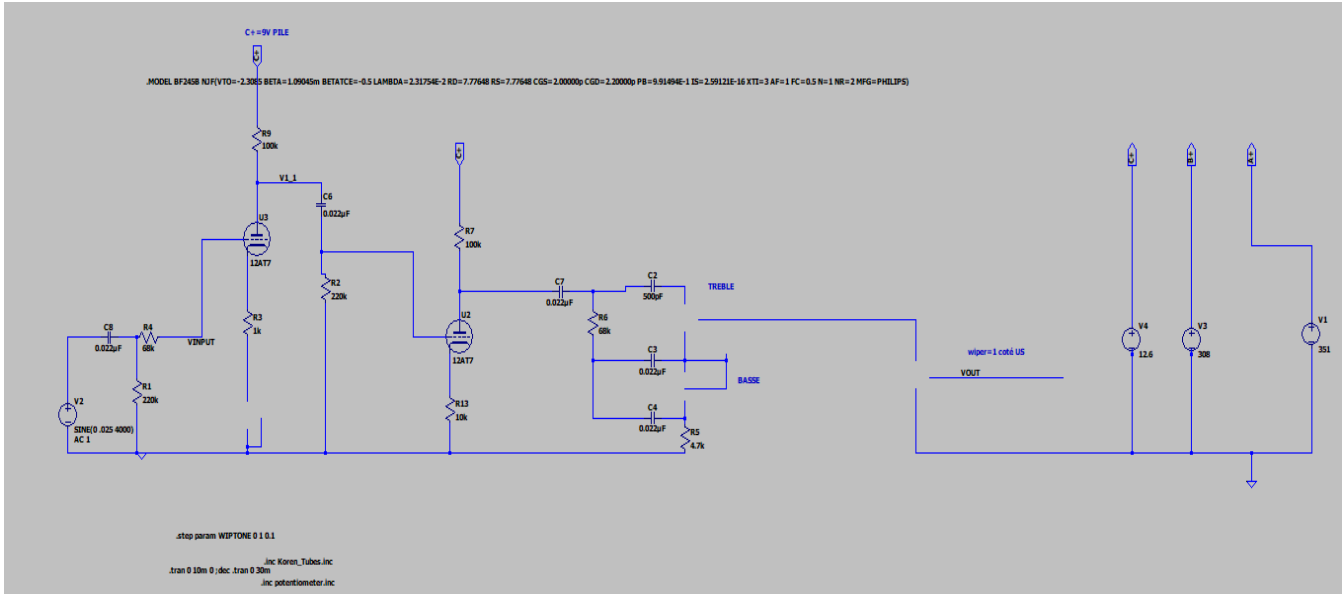 C+=9V PILE
C+
.MODEL BF245B NJF(VTO=-2.3085 BETA=1.09045m BETATCE=-0.5 LAMBDA=2.31754E-2 RD=7.77648 RS=7.77648 CGS=2.00000p CGD=2.20000p PB=9.91494E-1 IS=2.59121E-16 XTI=3 AF=1 FC=0.5 N=1 NR=2 MFG=PHILIPS)
R9
100k
C+
C+
B+
A+
V1_1
C6
0.022µF
U3
12AT7
R7
100k
R2
220k
C7
0.022µF
C2
500pF
TREBLE
R3
1k
U2
12AT7
R6
68k
C8
0.022µF
R4
68k
VINPUT
C3
0.022µF
BASSE
wiper=1 coté US
VOUT
V4
12.6
V3
308
V1
351
R1
220k
V2
SINE(0 .025 4000)
AC 1
R13
10k
C4
0.022µF
R5
4.7k
.step param WIPTONE 0 1 0.1
.inc Koren_Tubes.inc
.tran 0 10m 0 ;dec .tran 0 30m
.inc potentiometer.inc